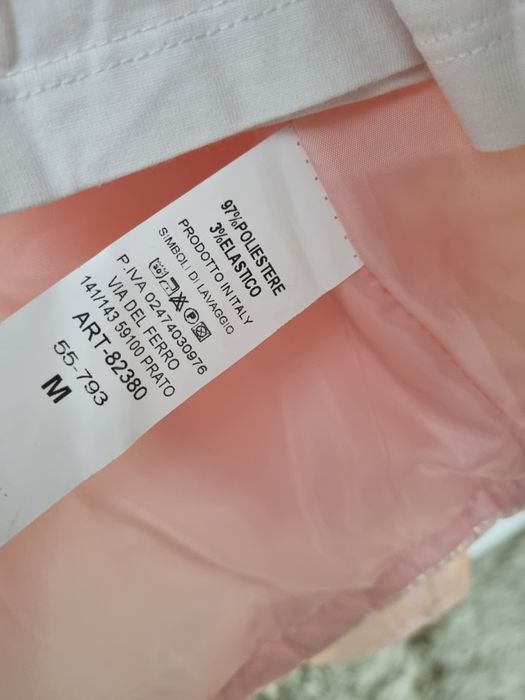 97%POLIESTERE
3%ELASTICO
PRODOTTO IN ITALY
SIMBOLI DI LAVAGGIO
P.IVA 02474030976
VIA DEL FERRO
141/143 59100 PRATO
ART-82380
55-793
M